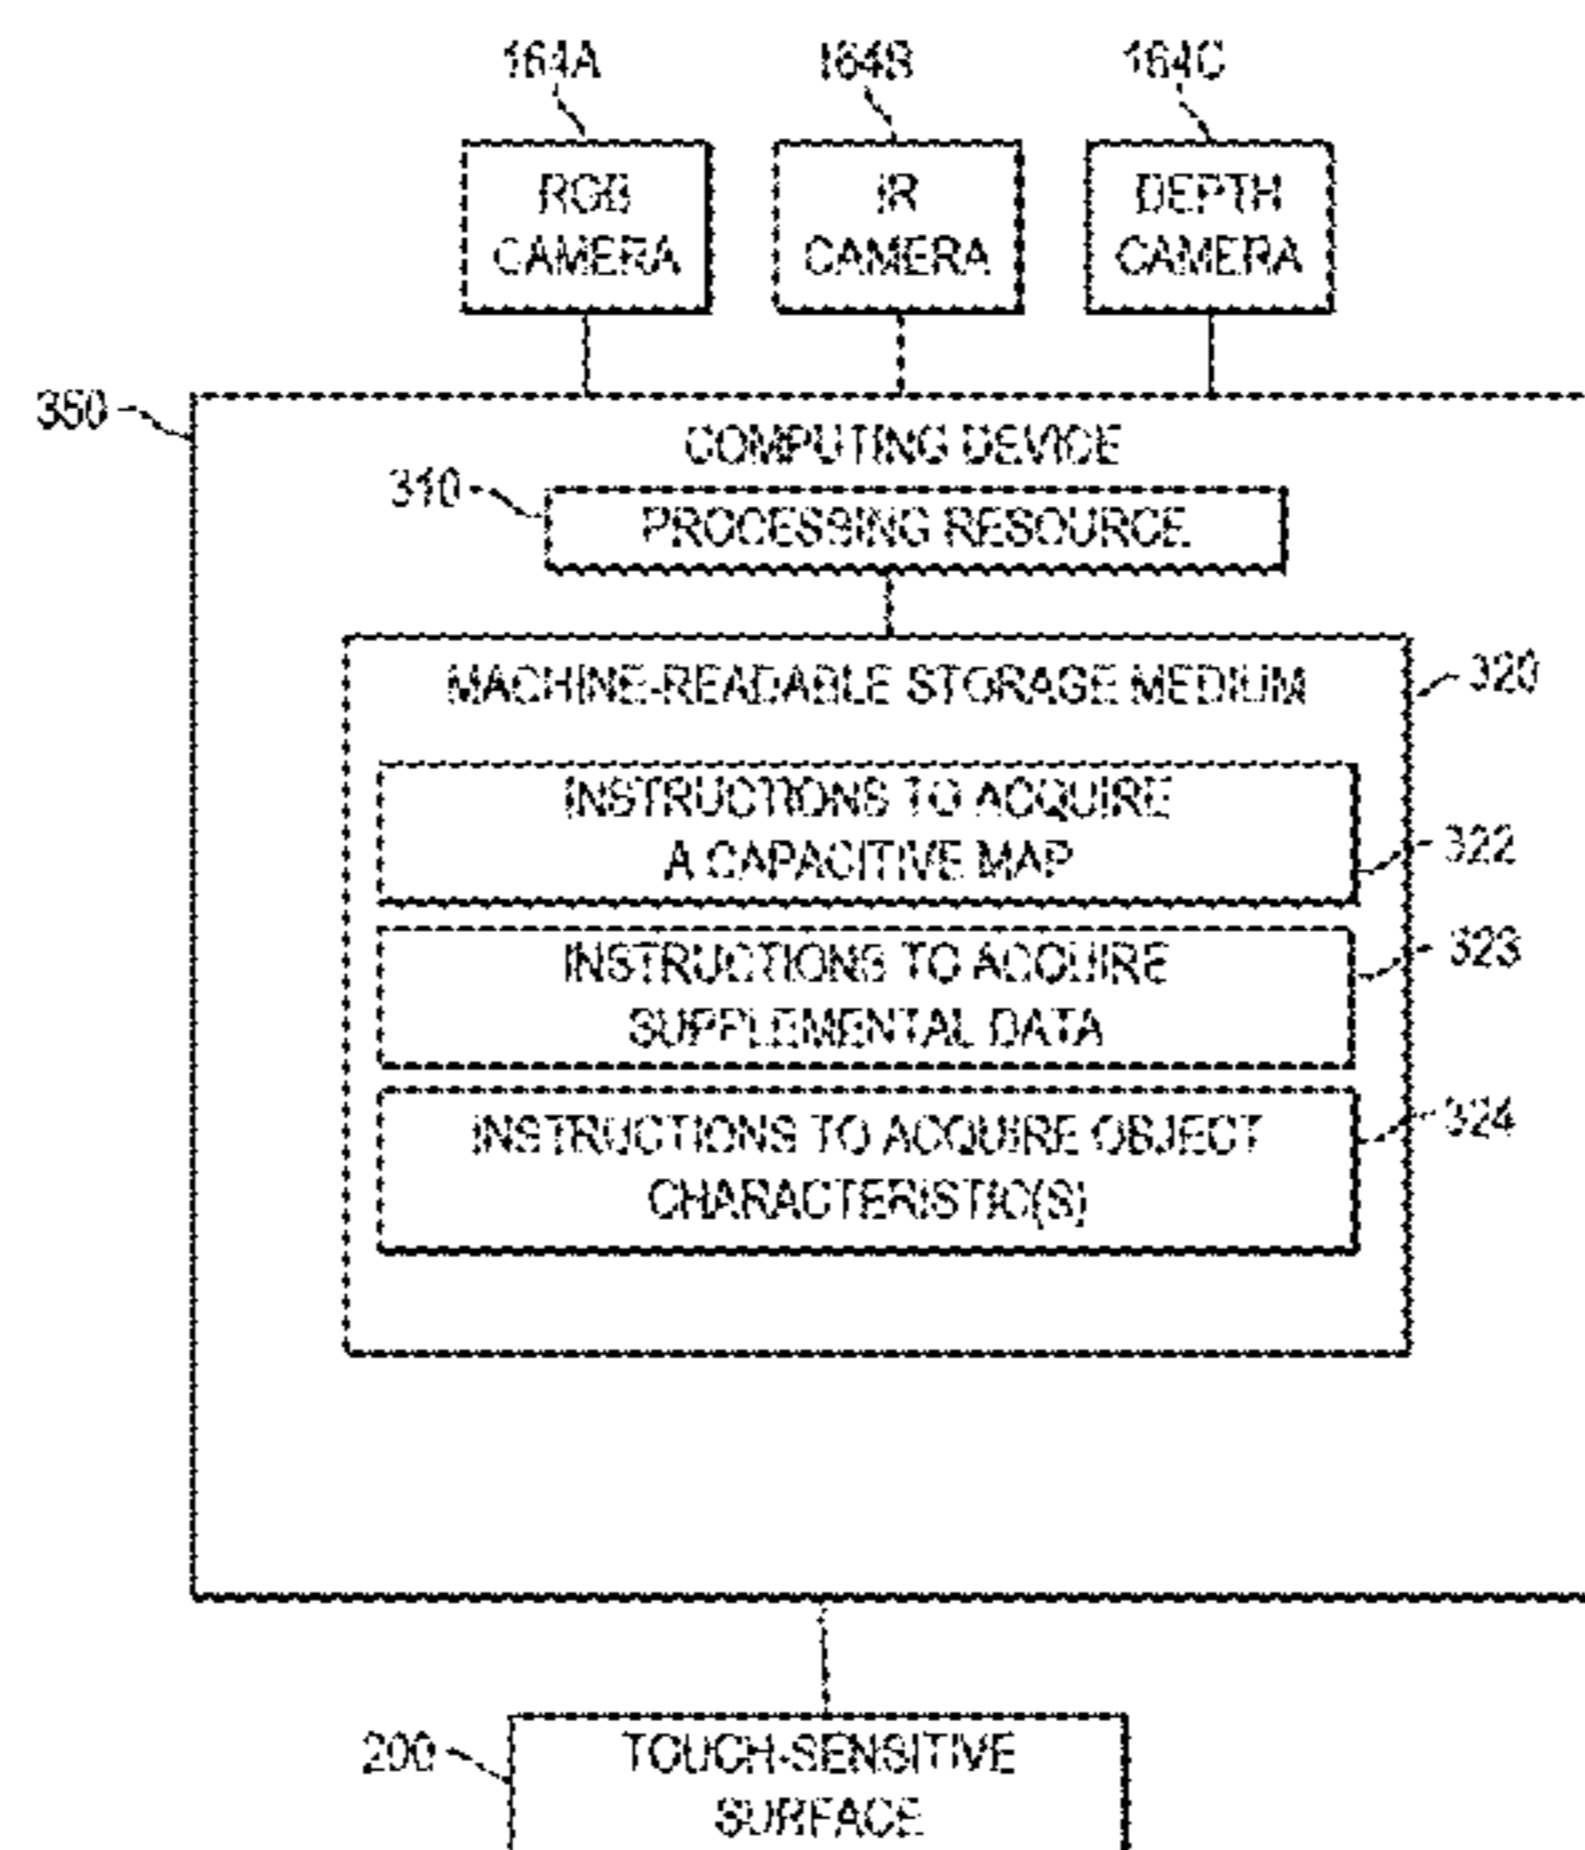 164A
164B
164C
RGB
CAMERA
IR
CAMERA
DEPTH
CAMERA
350
COMPUTING DEVICE
310
PROCESSING RESOURCE
MACHINE-READABLE STORAGE MEDIUM
320
INSTRUCTIONS TO ACQUIRE
A CAPACITIVE MAP
322
INSTRUCTIONS TO ACQUIRE
SUPPLEMENTAL DATA
323
INSTRUCTIONS TO ACQUIRE OBJECT
CHARACTERISTIC(S)
324
200
TOUCH-SENSITIVE
SURFACE